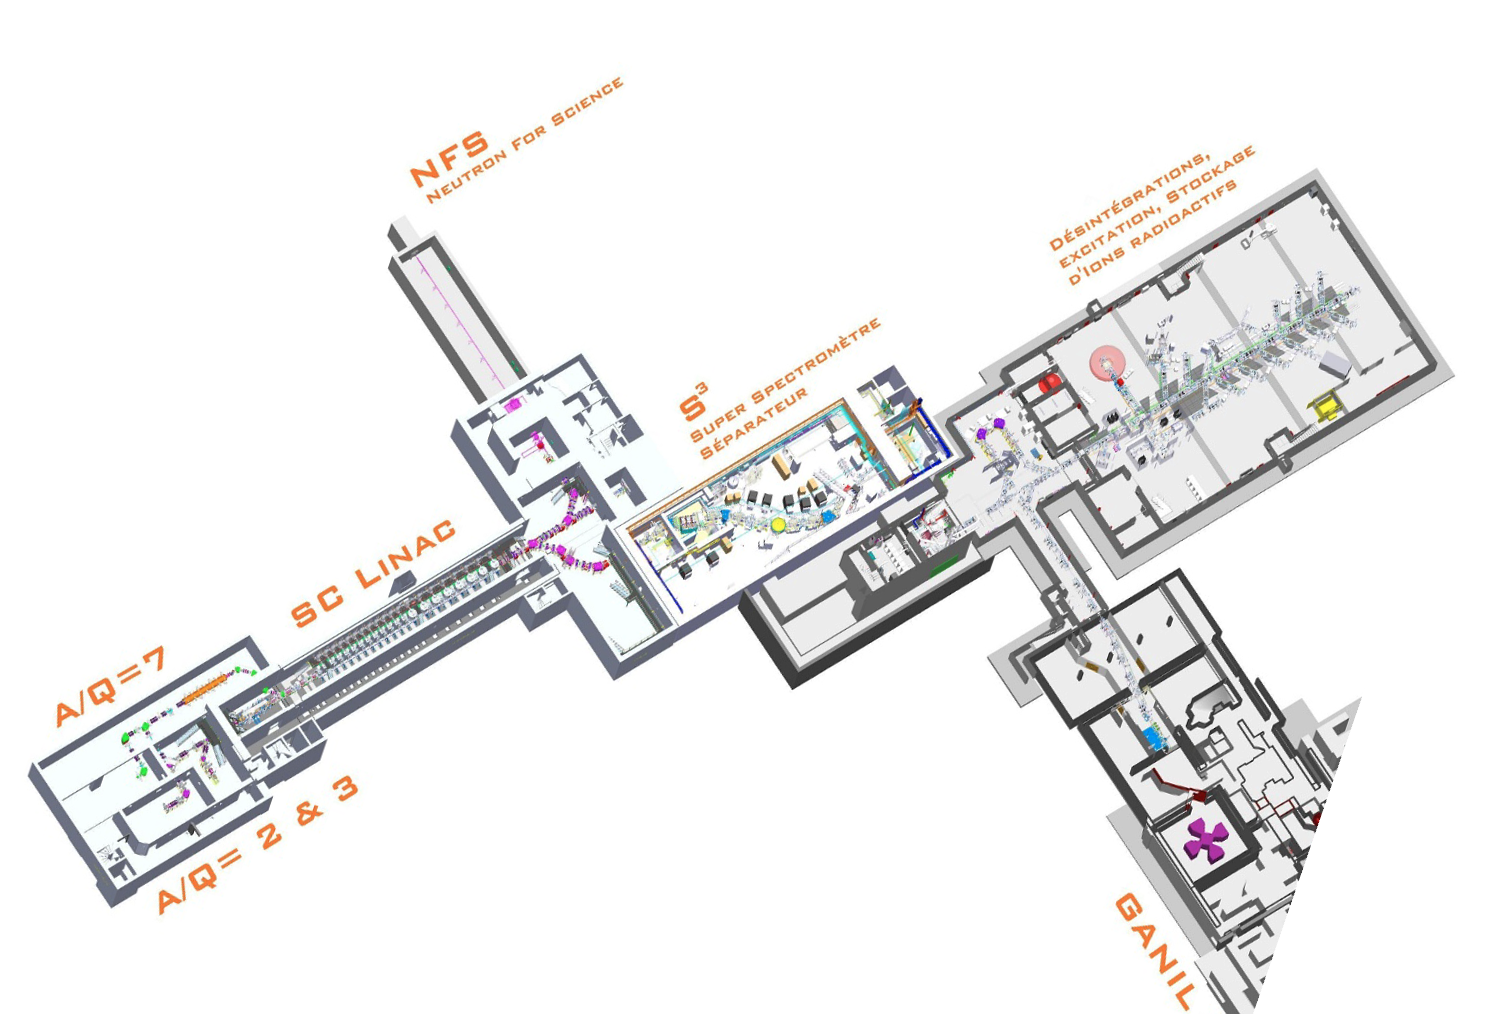 NFS
Neutron For Science
Désintégrations,
excitation, Stockage
d'Ions radioactifs
S³
Super Spectromètre
Séparateur
SC Linac
A/Q=7
A/Q= 2 & 3
GANIL